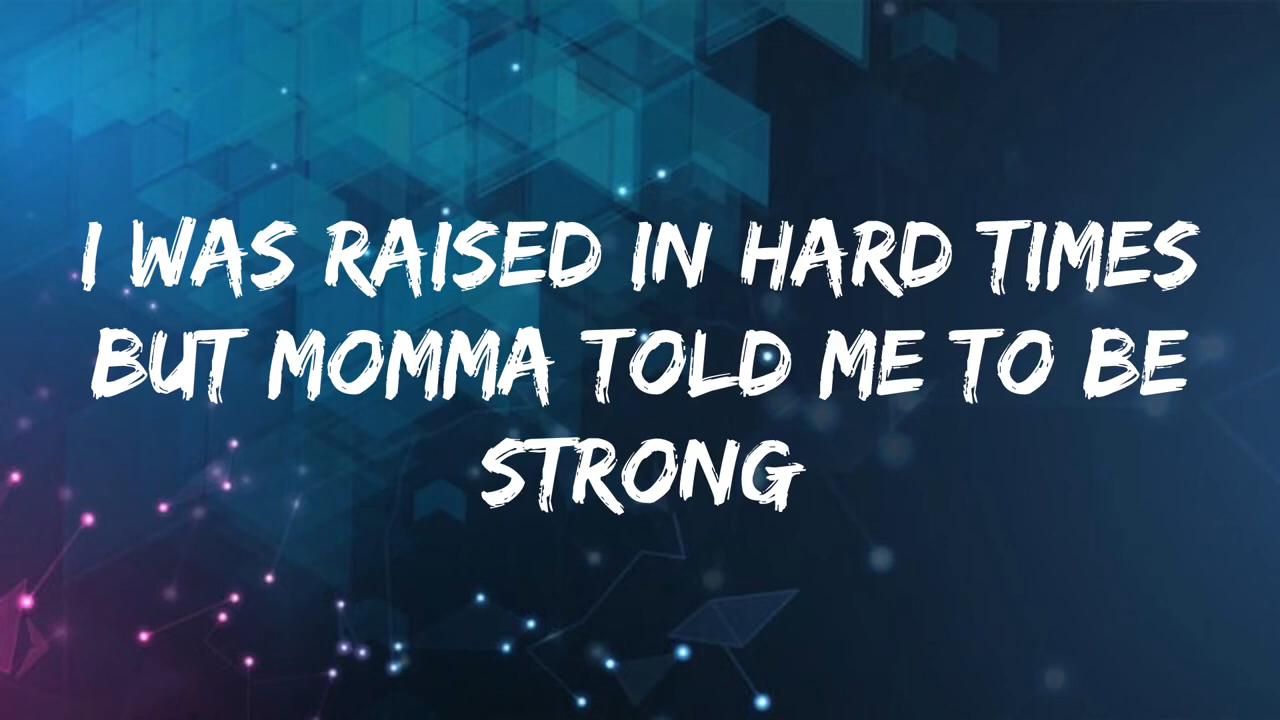 I WAS RAISED IN HARD TIMES
BUT MOMMA TOLD ME TO BE
STRONG